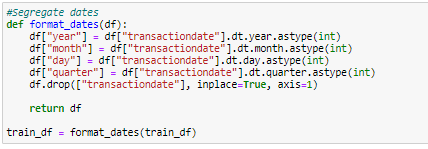 #Segregate dates
def format_dates(df):
    df["year"] = df["transactiondate"].dt.year.astype(int)
    df["month"] = df["transactiondate"].dt.month.astype(int)
    df["day"] = df["transactiondate"].dt.day.astype(int)
    df["quarter"] = df["transactiondate"].dt.quarter.astype(int)
    df.drop(["transactiondate"], inplace=True, axis=1)
    return df
train_df = format_dates(train_df)